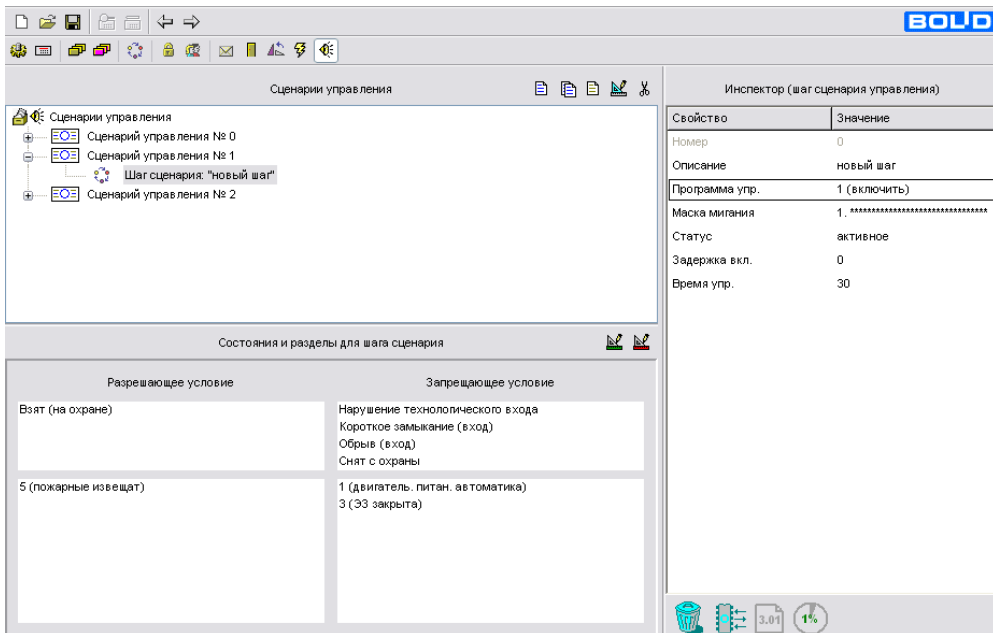 BOLID
Сценарии управления
Сценарии управления
Сценарий управления № 0
Сценарий управления № 1
Шаг сценария: "новый шаг"
Сценарий управления № 2
Инспектор (шаг сценария управления)
Свойство Значение
Номер 0
Описание новый шаг
Программа упр. 1 (включить)
Маска мигания 1. ********************************
Статус активное
Задержка вкл. 0
Время упр. 30
Состояния и разделы для шага сценария
Разрешающее условие Запрещающее условие
Взят (на охране)
Нарушение технологического входа
Короткое замыкание (вход)
Обрыв (вход)
Снят с охраны
5 (пожарные извещат)
1 (двигатель. питан. автоматика)
3 (ЭЗ закрыта)
3.01
1%